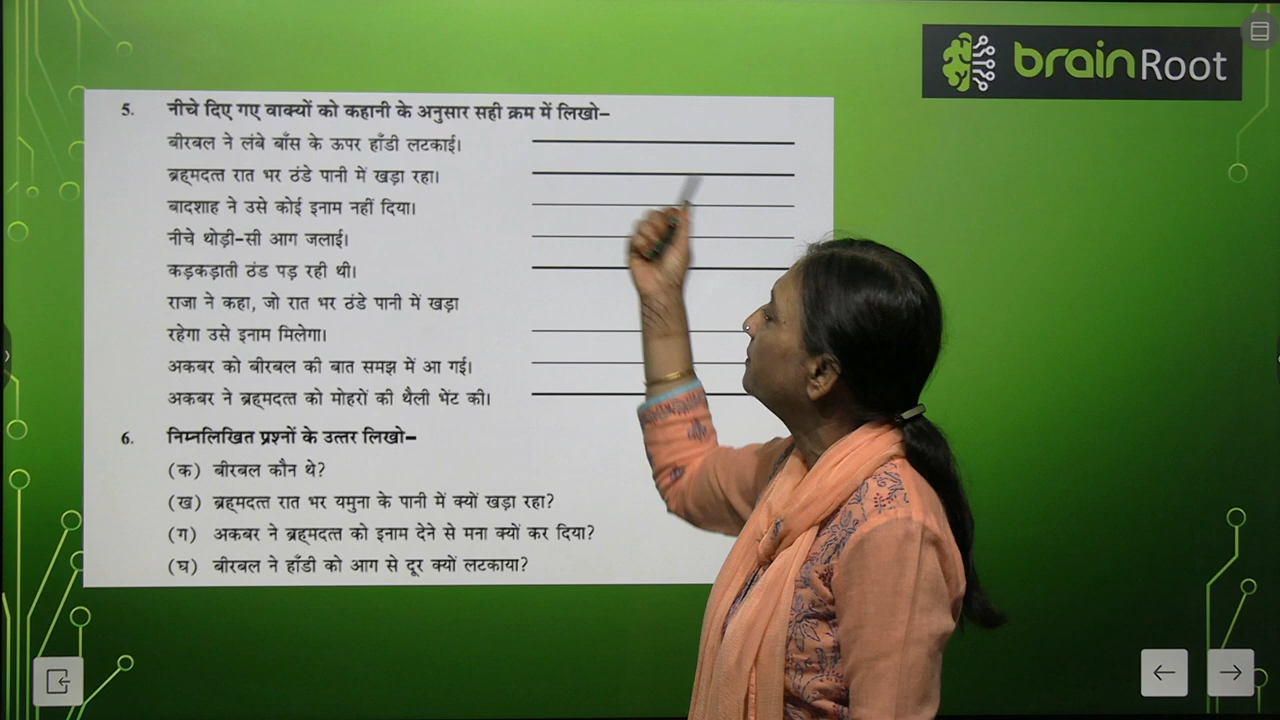 brainRoot
5. नीचे दिए गए वाक्यों को कहानी के अनुसार सही क्रम में लिखो–
बीरबल ने लंबे बाँस के ऊपर हाँडी लटकाई।
ब्रह्मदत्त रात भर ठंडे पानी में खड़ा रहा।
बादशाह ने उसे कोई इनाम नहीं दिया।
नीचे थोड़ी-सी आग जलाई।
कड़कड़ाती ठंड पड़ रही थी।
राजा ने कहा, जो रात भर ठंडे पानी में खड़ा
रहेगा उसे इनाम मिलेगा।
अकबर को बीरबल की बात समझ में आ गई।
अकबर ने ब्रह्मदत्त को मोहरों की थैली भेंट की।
6. निम्नलिखित प्रश्नों के उत्तर लिखो–
(क) बीरबल कौन थे?
(ख) ब्रह्मदत्त रात भर यमुना के पानी में क्यों खड़ा रहा?
(ग) अकबर ने ब्रह्मदत्त को इनाम देने से मना क्यों कर दिया?
(घ) बीरबल ने हाँडी को आग से दूर क्यों लटकाया?